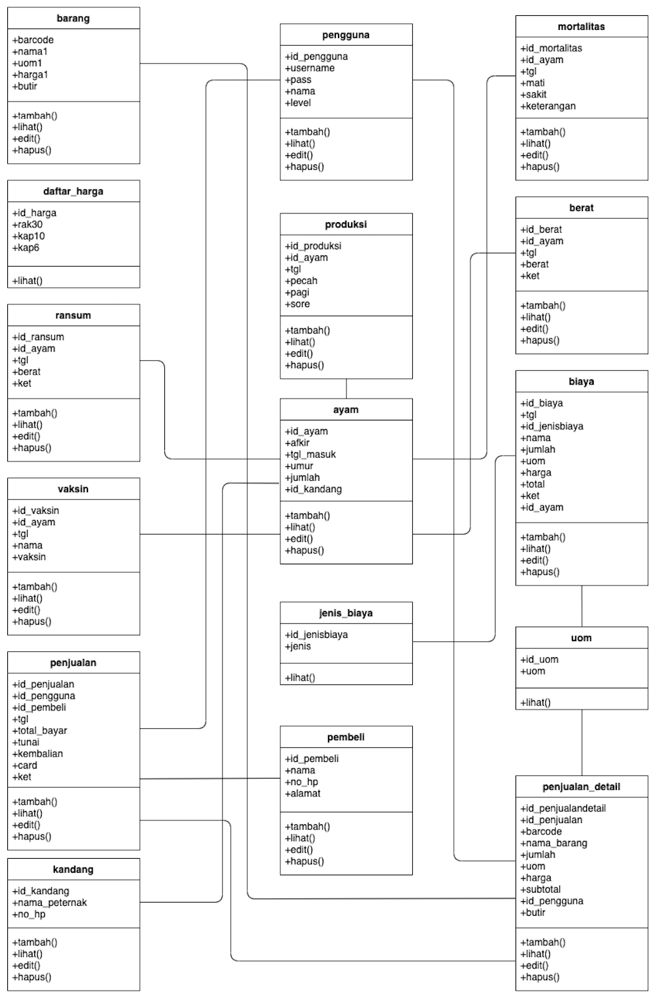 barang
+barcode
+nama1
+uom1
+harga1
+butir
+tambah()
+lihat()
+edit()
+hapus()
daftar_harga
+id_harga
+rak30
+kap10
+kap6
+lihat()
ransum
+id_ransum
+id_ayam
+tgl
+berat
+ket
+tambah()
+lihat()
+edit()
+hapus()
vaksin
+id_vaksin
+id_ayam
+tgl
+nama
+vaksin
+tambah()
+lihat()
+edit()
+hapus()
penjualan
+id_penjualan
+id_pengguna
+id_pembeli
+tgl
+total_bayar
+tunai
+kembalian
+card
+ket
+tambah()
+lihat()
+edit()
+hapus()
kandang
+id_kandang
+nama_peternak
+no_hp
+tambah()
+lihat()
+edit()
+hapus()
pengguna
+id_pengguna
+username
+pass
+nama
+level
+tambah()
+lihat()
+edit()
+hapus()
produksi
+id_produksi
+id_ayam
+tgl
+pecah
+pagi
+sore
+tambah()
+lihat()
+edit()
+hapus()
ayam
+id_ayam
+afkir
+tgl_masuk
+umur
+jumlah
+id_kandang
+tambah()
+lihat()
+edit()
+hapus()
jenis_biaya
+id_jenisbiaya
+jenis
+lihat()
pembeli
+id_pembeli
+nama
+no_hp
+alamat
+tambah()
+lihat()
+edit()
+hapus()
mortalitas
+id_mortalitas
+id_ayam
+tgl
+mati
+sakit
+keterangan
+tambah()
+lihat()
+edit()
+hapus()
berat
+id_berat
+id_ayam
+tgl
+berat
+ket
+tambah()
+lihat()
+edit()
+hapus()
biaya
+id_biaya
+tgl
+id_jenisbiaya
+nama
+jumlah
+uom
+harga
+total
+ket
+id_ayam
+tambah()
+lihat()
+edit()
+hapus()
uom
+id_uom
+uom
+lihat()
penjualan_detail
+id_penjualandetail
+id_penjualan
+barcode
+nama_barang
+jumlah
+uom
+harga
+subtotal
+id_pengguna
+butir
+tambah()
+lihat()
+edit()
+hapus()